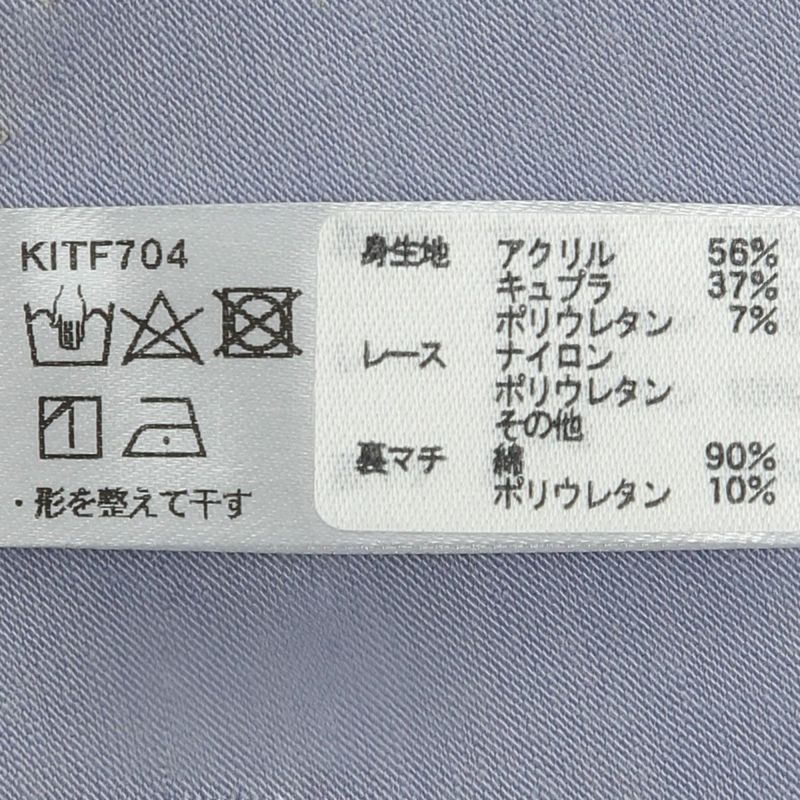 KITF704
・形を整えて干す
身生地 アクリル 56%
キュプラ 37%
ポリウレタン 7%
レース ナイロン
ポリウレタン
その他
裏マチ 綿 90%
ポリウレタン 10%